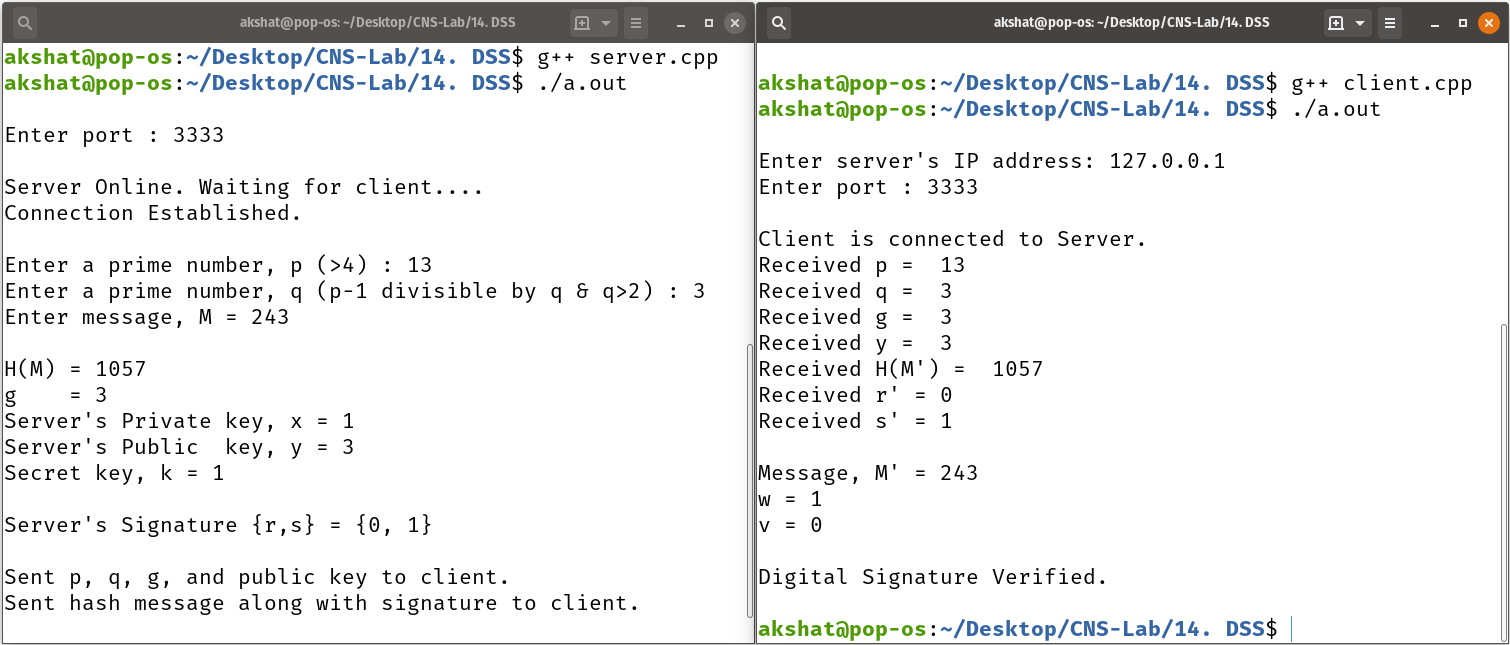 akshat@pop-os: ~/Desktop/CNS-Lab/14. DSS
akshat@pop-os:~/Desktop/CNS-Lab/14. DSS$ g++ server.cpp
akshat@pop-os:~/Desktop/CNS-Lab/14. DSS$ ./a.out
Enter port : 3333
Server Online. Waiting for client....
Connection Established.
Enter a prime number, p (>4) : 13
Enter a prime number, q (p-1 divisible by q & q>2) : 3
Enter message, M = 243
H(M) = 1057
g    = 3
Server's Private key, x = 1
Server's Public  key, y = 3
Secret key, k = 1
Server's Signature {r,s} = {0, 1}
Sent p, q, g, and public key to client.
Sent hash message along with signature to client.
akshat@pop-os: ~/Desktop/CNS-Lab/14. DSS
akshat@pop-os:~/Desktop/CNS-Lab/14. DSS$ g++ client.cpp
akshat@pop-os:~/Desktop/CNS-Lab/14. DSS$ ./a.out
Enter server's IP address: 127.0.0.1
Enter port : 3333
Client is connected to Server.
Received p =  13
Received q =  3
Received g =  3
Received y =  3
Received H(M') =  1057
Received r' = 0
Received s' = 1
Message, M' = 243
w = 1
v = 0
Digital Signature Verified.
akshat@pop-os:~/Desktop/CNS-Lab/14. DSS$